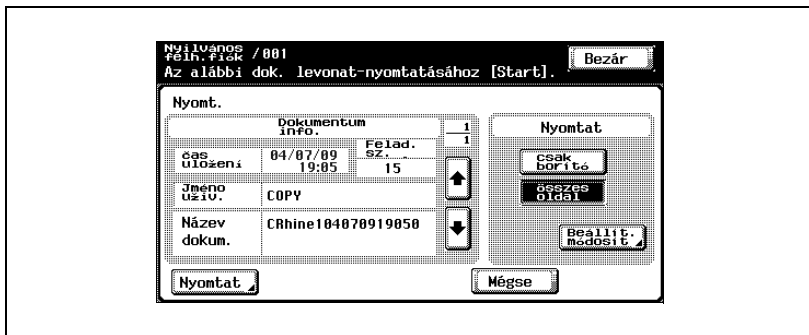 Nyilvános
felh.fiók /001
Az alábbi dok. levonat-nyomtatásához [Start].
Bezár
Nyomt.
Dokumentum
info.
1
1
čas
uložení
04/07/09
19:05
Felad.
sz. .
15
Jméno
uživ.
COPY
Název
dokum.
CRhine104070919050
Nyomtat
Csak
borító
összes
oldal
Beállít.
módosít
Nyomtat
Mégse